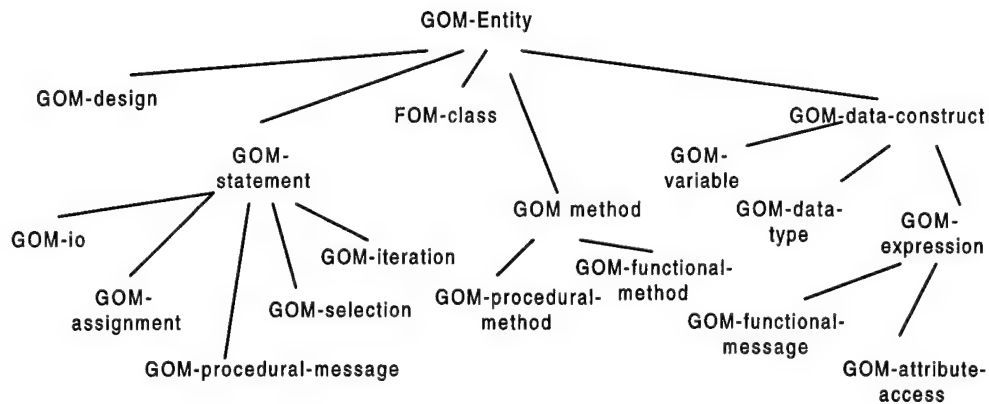 GOM-Entity
GOM-design
FOM-class
GOM-data-construct
GOM-
statement
GOM-
variable
GOM method
GOM-data-
type
GOM-
expression
GOM-io
GOM-iteration
GOM-functional-
method
GOM-assignment
GOM-selection
GOM-procedural-
method
GOM-functional-
message
GOM-procedural-message
GOM-attribute-
access